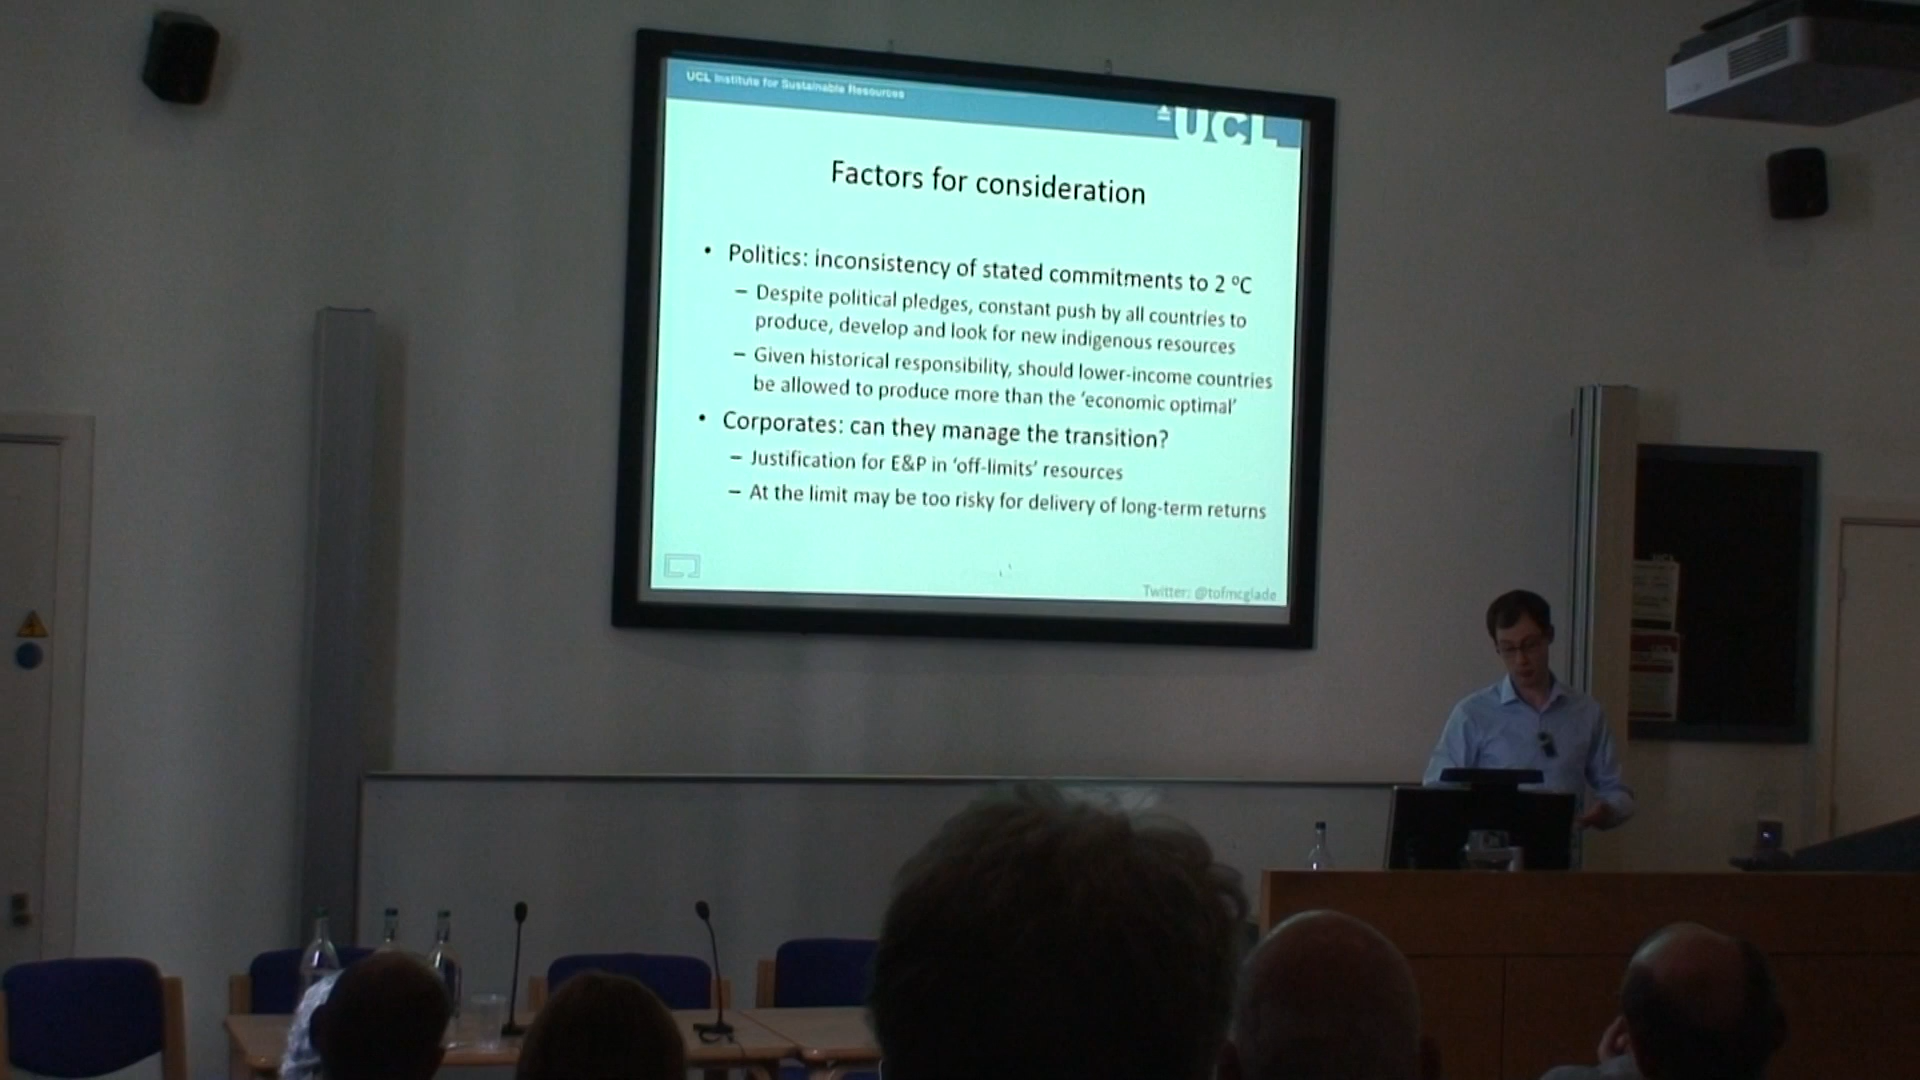 UCL Institute for Sustainable Resources
UCL
Factors for consideration
• Politics: inconsistency of stated commitments to 2 ºC
– Despite political pledges, constant push by all countries to
produce, develop and look for new indigenous resources
– Given historical responsibility, should lower-income countries
be allowed to produce more than the ‘economic optimal’
• Corporates: can they manage the transition?
– Justification for E&P in ‘off-limits’ resources
– At the limit may be too risky for delivery of long-term returns
Twitter: @tofmcglade